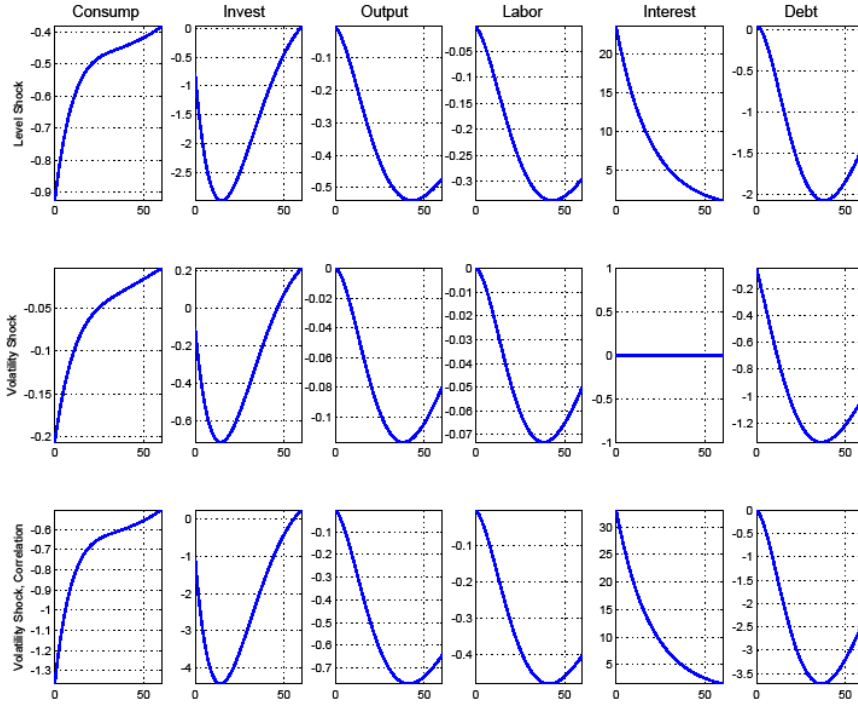 Consump Invest Output Labor Interest Debt
Level Shock
-0.4 -0.5 -0.6 -0.7 -0.8 -0.9
0 50
0 -0.5 -1 -1.5 -2 -2.5
0 50
-0.1 -0.2 -0.3 -0.4 -0.5
0 50
-0.05 -0.1 -0.15 -0.2 -0.25 -0.3
0 50
20 15 10 5
0 50
0 -0.5 -1 -1.5 -2
0 50
Volatility Shock
-0.05 -0.1 -0.15 -0.2
0 50
0.2 0 -0.2 -0.4 -0.6
0 50
0 -0.02 -0.04 -0.06 -0.08 -0.1
0 50
0 -0.01 -0.02 -0.03 -0.04 -0.05 -0.06 -0.07
0 50
1 0.5 0 -0.5 -1
0 50
-0.2 -0.4 -0.6 -0.8 -1 -1.2
0 50
Volatility Shock, Correlation
-0.6 -0.7 -0.8 -0.9 -1 -1.1 -1.2 -1.3
0 50
0 -1 -2 -3 -4
0 50
-0.1 -0.2 -0.3 -0.4 -0.5 -0.6 -0.7
0 50
-0.1 -0.2 -0.3 -0.4
0 50
30 25 20 15 10 5
0 50
0 -0.5 -1 -1.5 -2 -2.5 -3 -3.5
0 50